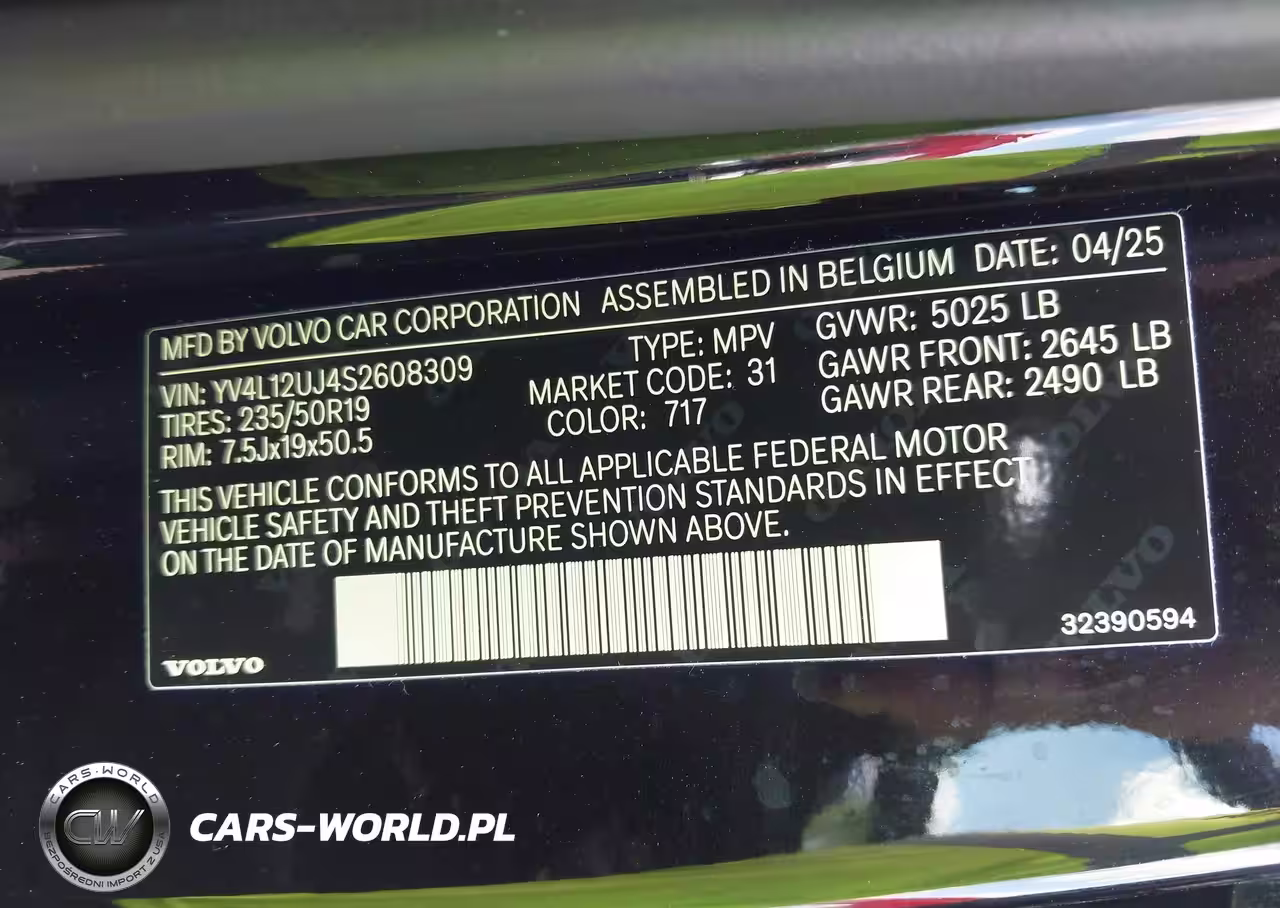 MFD BY VOLVO CAR CORPORATION ASSEMBLED IN BELGIUM DATE: 04/25
VIN: YV4L12UJ4S2608309 TYPE: MPV GVWR: 5025 LB
TIRES: 235/50R19 MARKET CODE: 31 GAWR FRONT: 2645 LB
RIM: 7.5Jx19x50.5 COLOR: 717 GAWR REAR: 2490 LB
THIS VEHICLE CONFORMS TO ALL APPLICABLE FEDERAL MOTOR
VEHICLE SAFETY AND THEFT PREVENTION STANDARDS IN EFFECT
ON THE DATE OF MANUFACTURE SHOWN ABOVE.
VOLVO
32390594
CARS-WORLD
CW
BEZPOŚREDNI IMPORT Z USA
CARS-WORLD.PL